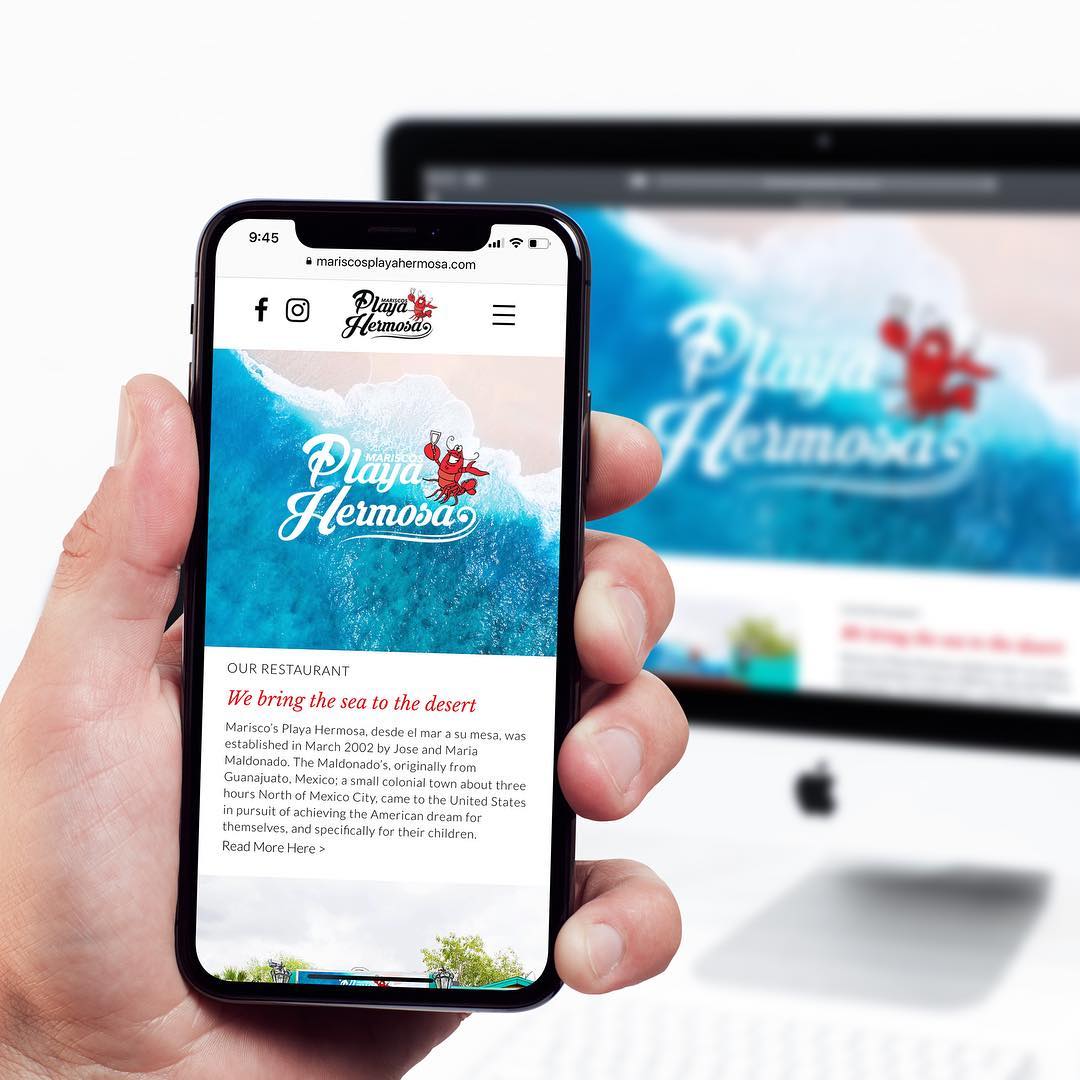 9:45
mariscosplayahermosa.com
MARISCOS
Playa
Hermosa
MARISCOS
Playa
Hermosa
OUR RESTAURANT
We bring the sea to the desert
Marisco's Playa Hermosa, desde el mar a su mesa, was
established in March 2002 by Jose and Maria
Maldonado. The Maldonado's, originally from
Guanajuato, Mexico; a small colonial town about three
hours North of Mexico City, came to the United States
in pursuit of achieving the American dream for
themselves, and specifically for their children.
Read More Here >
Playa
Hermosa
We bring the sea to the desert